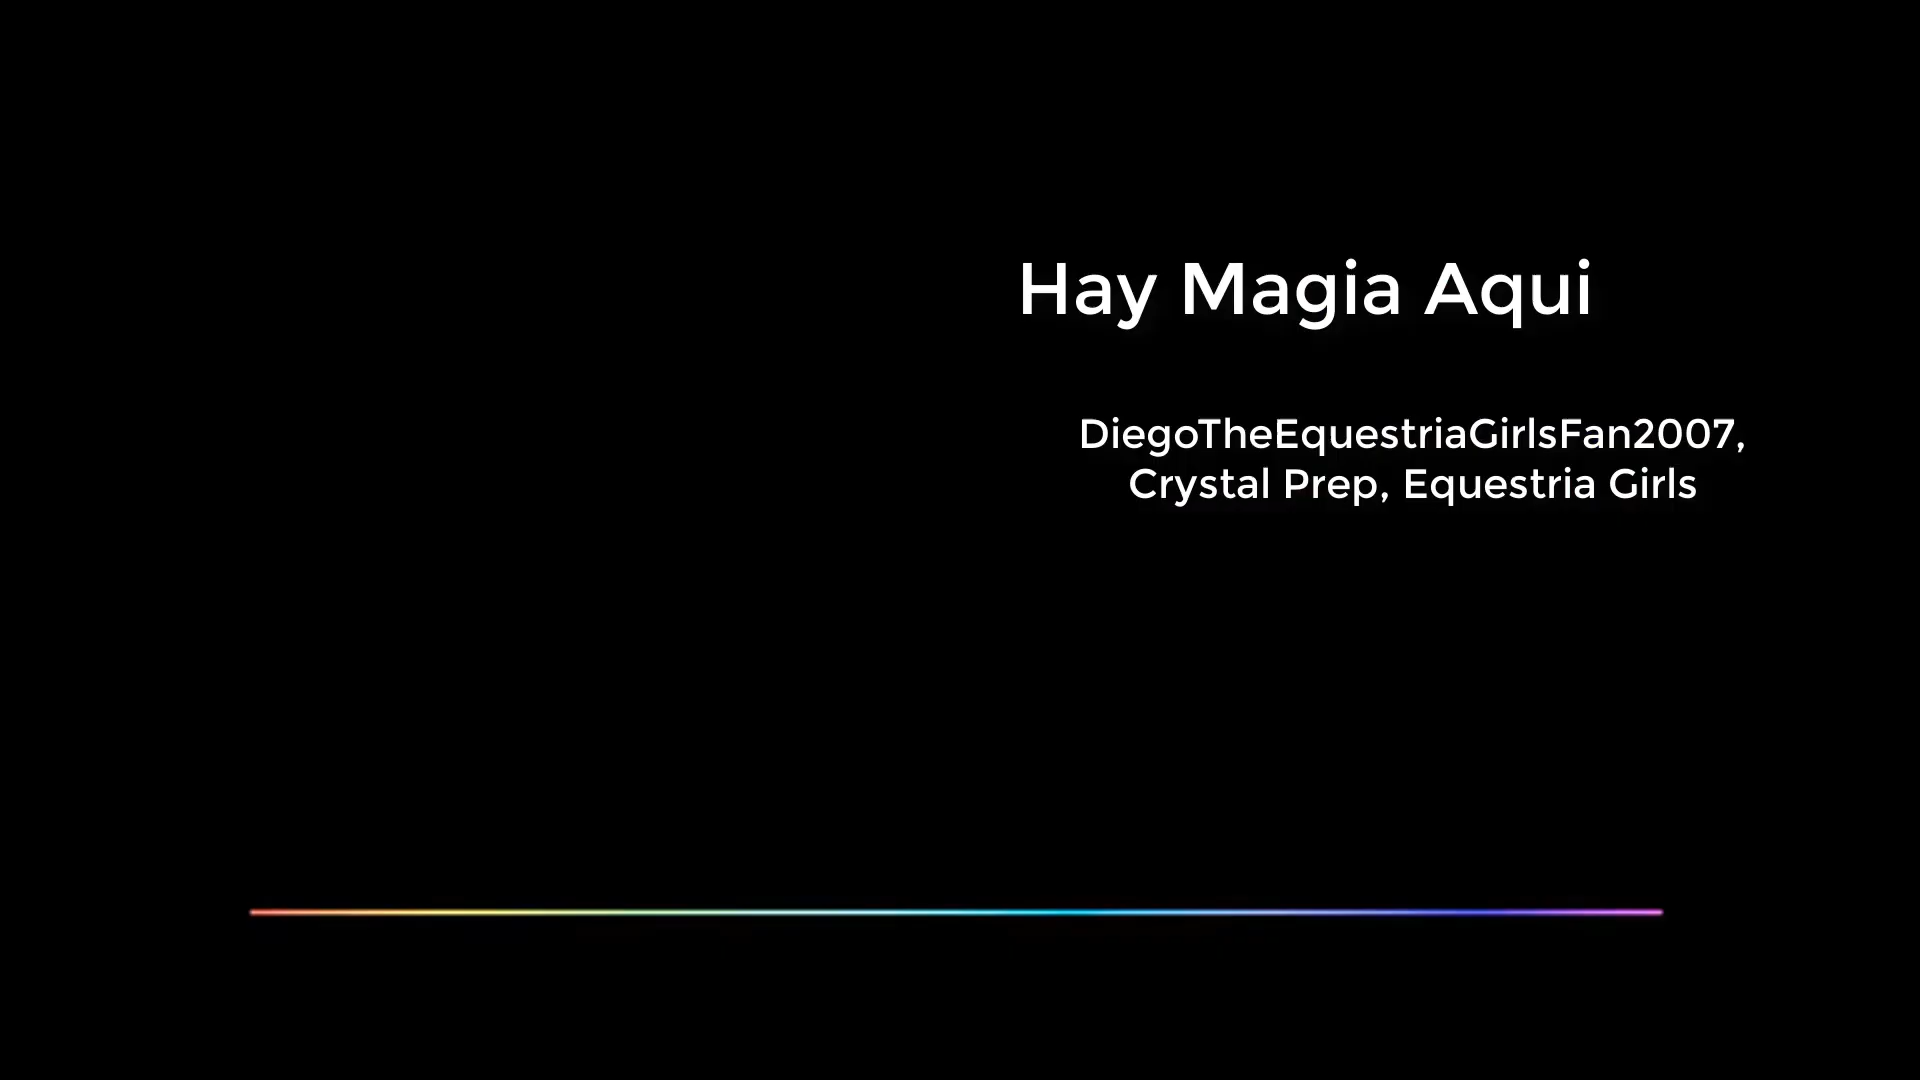 Hay Magia Aqui
DiegoTheEquestriaGirlsFan2007,
Crystal Prep, Equestria Girls